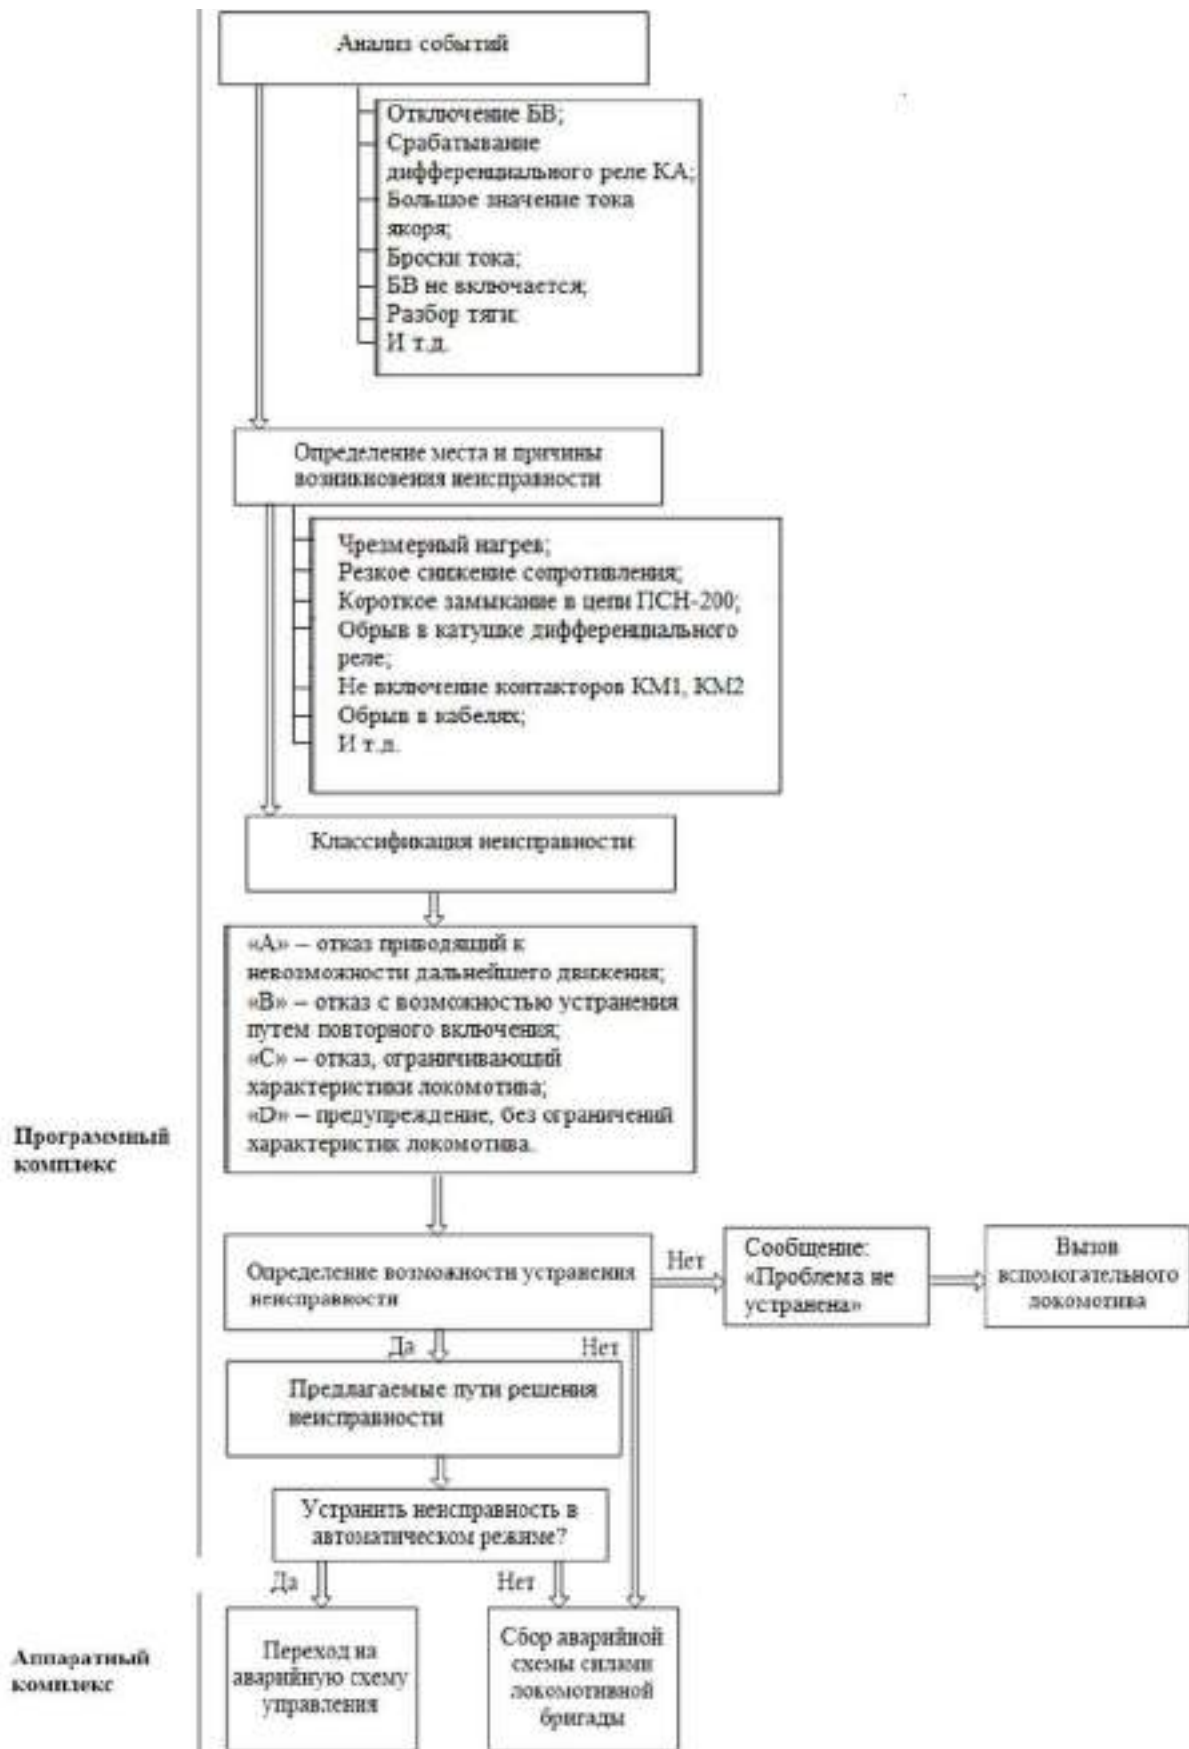 Анализ событий
Отключение БВ;
Срабатывание
дифференциального реле КА;
Большое значение тока
якоря;
Броски тока;
БВ не включается;
Разбор тяги:
И т.д.
Определение места и причины
возникновения неисправности
Чрезмерный нагрев;
Резкое снижение сопротивления;
Короткое замыкание в цепи ПСН-200;
Обрыв в катушке дифференциального
реле;
Не включение контакторов КМ1, КМ2
Обрыв в кабелях;
И т.д.
Классификация неисправности
«А» – отказ приводящий к
невозможности дальнейшего движения;
«В» – отказ с возможностью устранения
путем повторного включения;
«С» – отказ, ограничивающий
характеристики локомотива;
«D» – предупреждение, без ограничений
характеристик локомотива.
Программный
комплекс
Определение возможности устранения
неисправности
Нет
Сообщение:
«Проблема не
устранена»
Вызов
вспомогательного
локомотива
Да
Нет
Предлагаемые пути решения
неисправности
Устранить неисправность в
автоматическом режиме?
Да
Нет
Аппаратный
комплекс
Переход на
аварийную схему
управления
Сбор аварийной
схемы силами
локомотивной
бригады